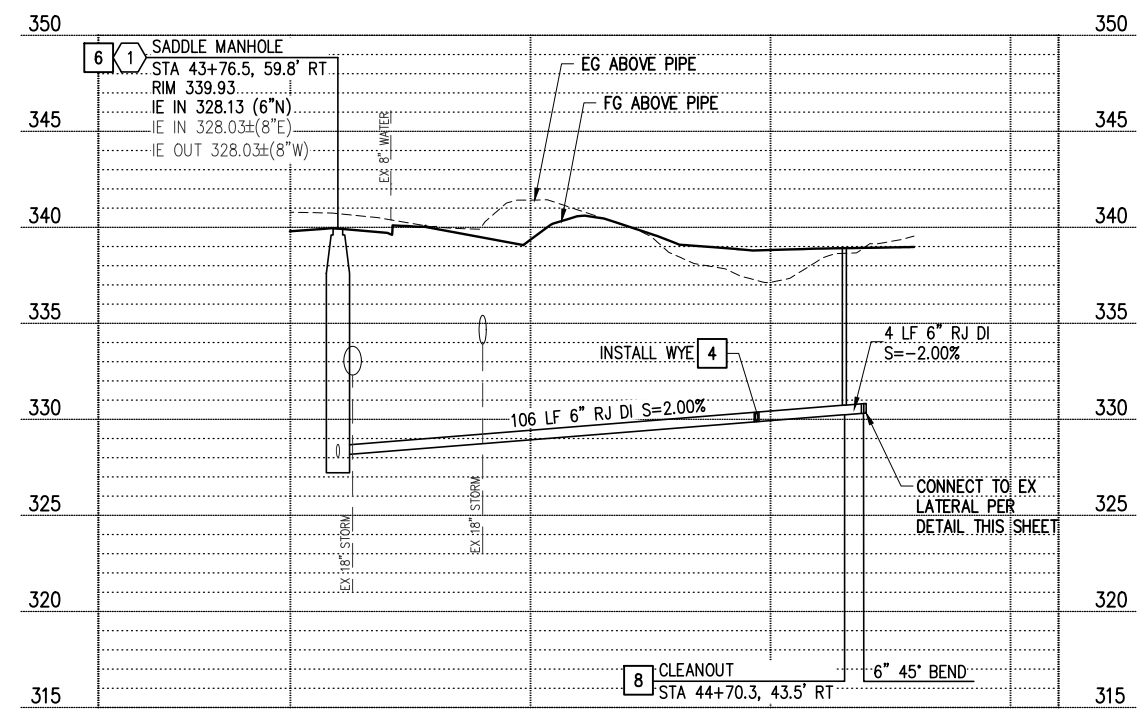 350
350
6
1
SADDLE MANHOLE
STA 43+76.5, 59.8' RT
RIM 339.93
IE IN 328.13 (6"N)
IE IN 328.03±(8"E)
IE OUT 328.03±(8"W)
EX 8" WATER
EG ABOVE PIPE
FG ABOVE PIPE
345
345
340
340
335
335
INSTALL WYE 4
4 LF 6" RJ DI
S=-2.00%
106 LF 6" RJ DI S=2.00%
330
330
EX 18" STORM
EX 18" STORM
CONNECT TO EX
LATERAL PER
DETAIL THIS SHEET
325
325
320
320
8
CLEANOUT
STA 44+70.3, 43.5' RT
6" 45° BEND
315
315